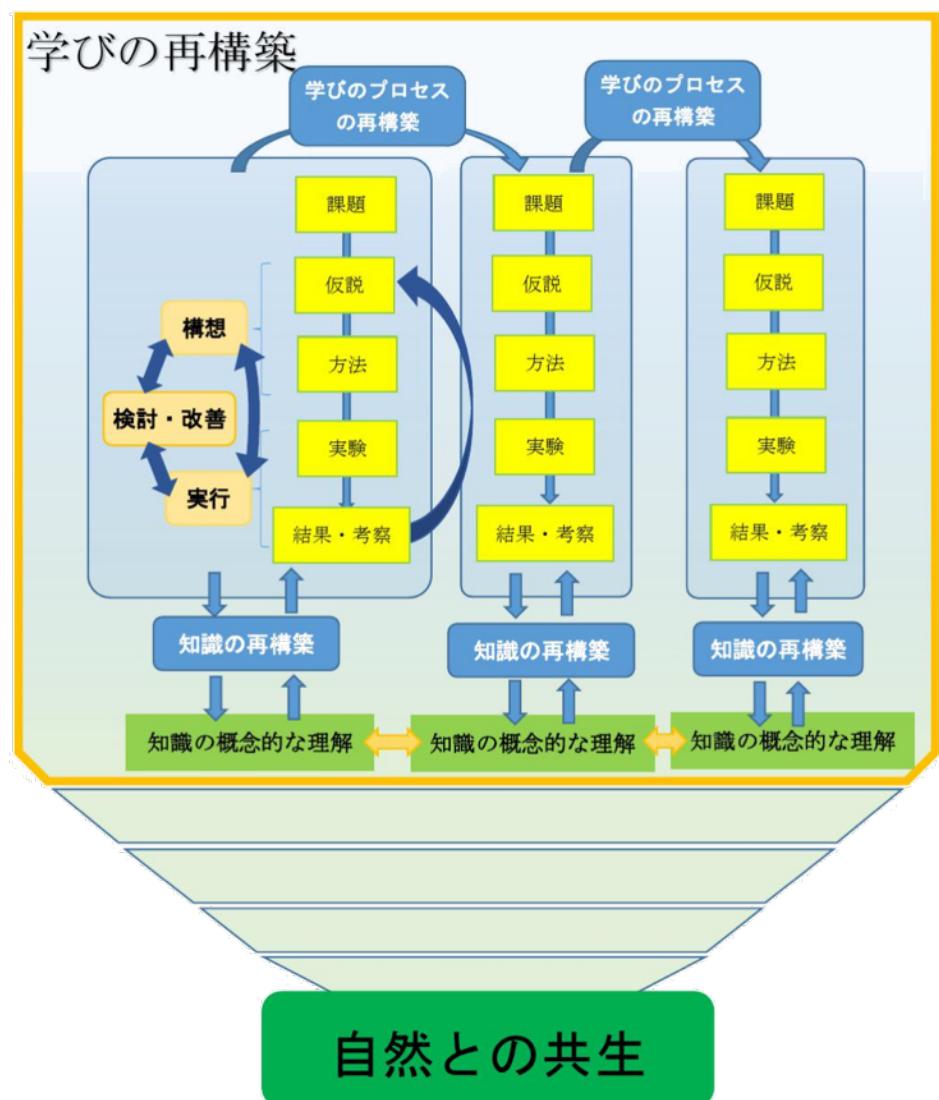 学びの再構築
学びのプロセス
の再構築
学びのプロセス
の再構築
課題
仮説
方法
実験
結果・考察
構想
検討・改善
実行
課題
仮説
方法
実験
結果・考察
課題
仮説
方法
実験
結果・考察
知識の再構築
知識の再構築
知識の再構築
知識の概念的な理解
知識の概念的な理解
知識の概念的な理解
自然との共生